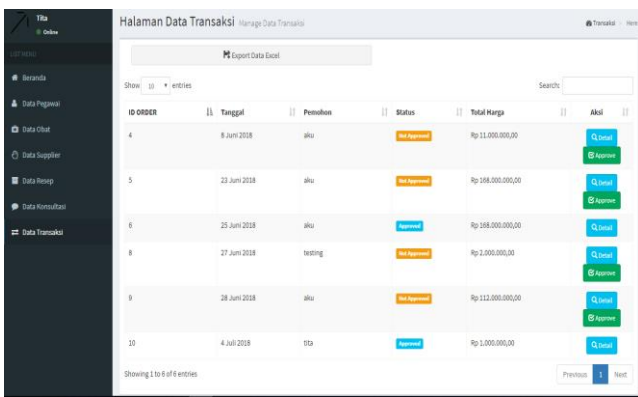 Tita
Online
LIST MENU
Beranda
Data Pegawai
Data Obat
Data Supplier
Data Resep
Data Konsultasi
Data Transaksi
Halaman Data Transaksi Manage Data Transaksi
Transaksi > Here
Export Data Excel
Show 10 entries
Search:
ID ORDER Tanggal Pemohon Status Total Harga Aksi
4 8 Juni 2018 aku Not Approved Rp 11.000.000,00 Detail
Approve
5 23 Juni 2018 aku Not Approved Rp 168.000.000,00 Detail
Approve
6 25 Juni 2018 aku Approved Rp 168.000.000,00 Detail
8 27 Juni 2018 testing Not Approved Rp 2.000.000,00 Detail
Approve
9 28 Juni 2018 aku Not Approved Rp 112.000.000,00 Detail
Approve
10 4 Juli 2018 tita Approved Rp 1.000.000,00 Detail
Showing 1 to 6 of 6 entries
Previous 1 Next